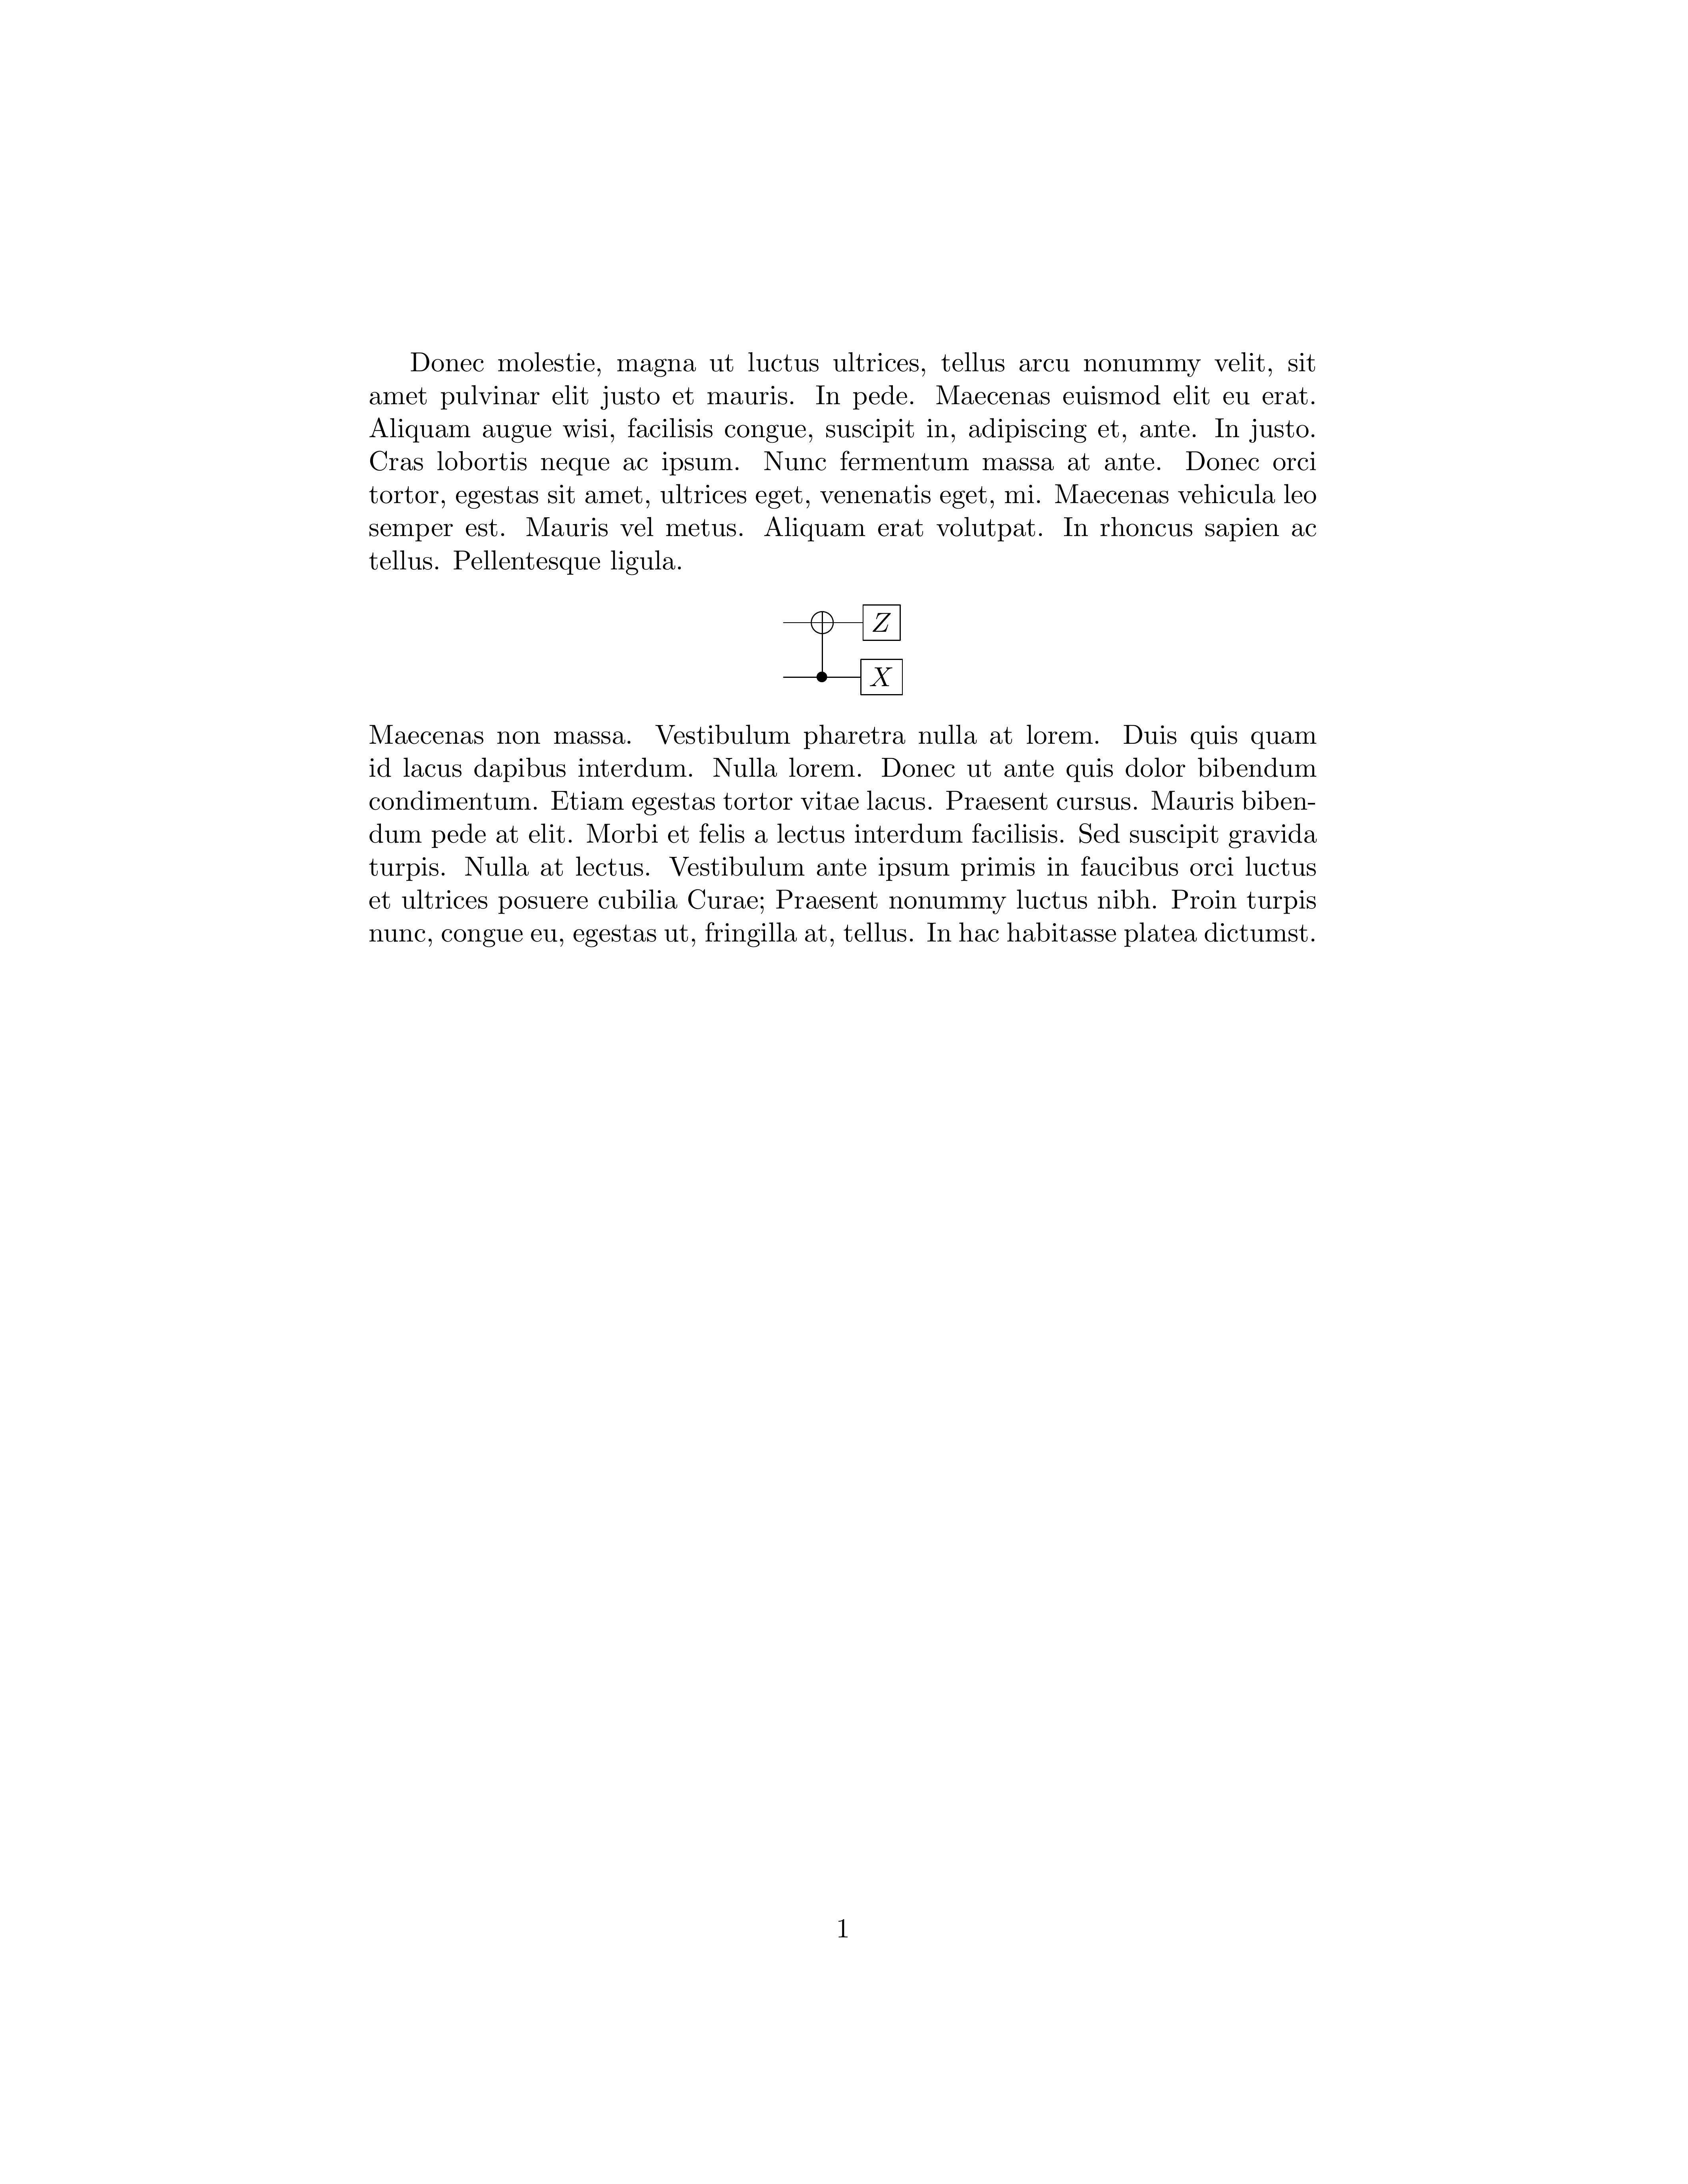 Donec molestie, magna ut luctus ultrices, tellus arcu nonummy velit, sit
amet pulvinar elit justo et mauris. In pede. Maecenas euismod elit eu erat.
Aliquam augue wisi, facilisis congue, suscipit in, adipiscing et, ante. In justo.
Cras lobortis neque ac ipsum. Nunc fermentum massa at ante. Donec orci
tortor, egestas sit amet, ultrices eget, venenatis eget, mi. Maecenas vehicula leo
semper est. Mauris vel metus. Aliquam erat volutpat. In rhoncus sapien ac
tellus. Pellentesque ligula.
Z
X
Maecenas non massa. Vestibulum pharetra nulla at lorem. Duis quis quam
id lacus dapibus interdum. Nulla lorem. Donec ut ante quis dolor bibendum
condimentum. Etiam egestas tortor vitae lacus. Praesent cursus. Mauris biben-
dum pede at elit. Morbi et felis a lectus interdum facilisis. Sed suscipit gravida
turpis. Nulla at lectus. Vestibulum ante ipsum primis in faucibus orci luctus
et ultrices posuere cubilia Curae; Praesent nonummy luctus nibh. Proin turpis
nunc, congue eu, egestas ut, fringilla at, tellus. In hac habitasse platea dictumst.
1